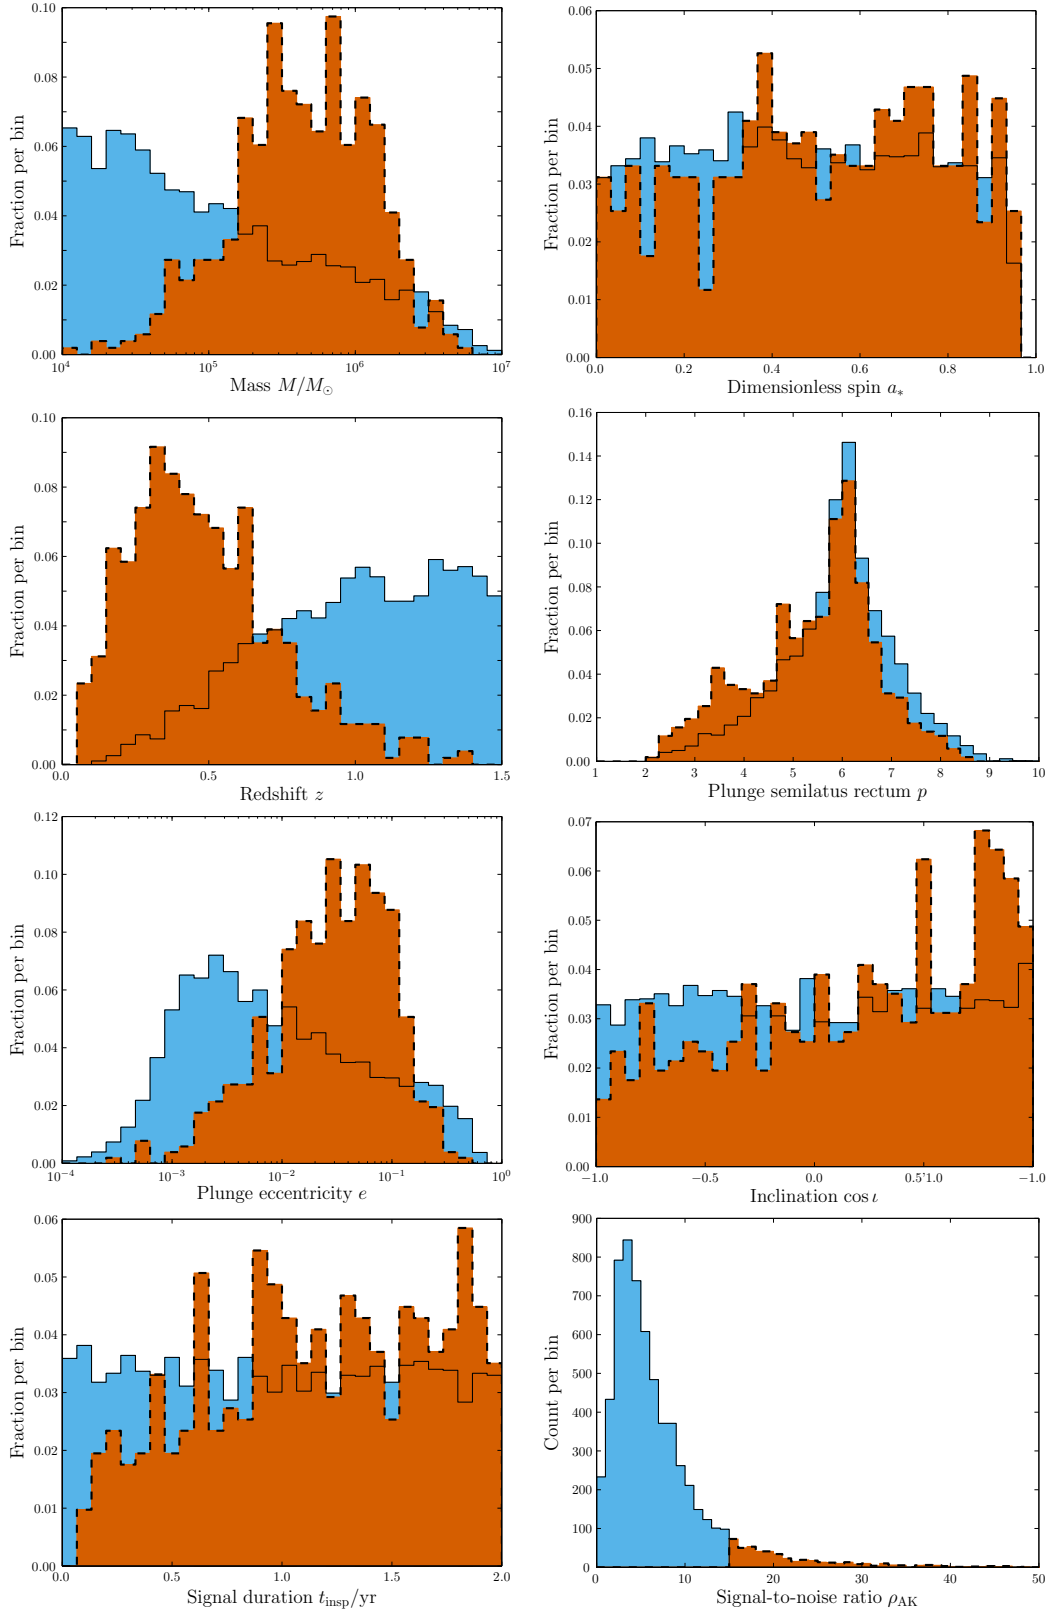 0.10
0.08
0.06
0.04
0.02
0.00
Fraction per bin
10⁴ 10⁵ 10⁶ 10⁷
Mass M/M⊙
0.06
0.05
0.04
0.03
0.02
0.01
0.00
Fraction per bin
0.0 0.2 0.4 0.6 0.8 1.0
Dimensionless spin a*
0.10
0.08
0.06
0.04
0.02
0.00
Fraction per bin
0.0 0.5 1.0 1.5
Redshift z
0.16
0.14
0.12
0.10
0.08
0.06
0.04
0.02
0.00
Fraction per bin
1 2 3 4 5 6 7 8 9 10
Plunge semilatus rectum p
0.12
0.10
0.08
0.06
0.04
0.02
0.00
Fraction per bin
10⁻⁴ 10⁻³ 10⁻² 10⁻¹ 10⁰
Plunge eccentricity e
0.07
0.06
0.05
0.04
0.03
0.02
0.01
0.00
Fraction per bin
−1.0 −0.5 0.0 0.5'1.0 −1.0
Inclination cos ι
0.06
0.05
0.04
0.03
0.02
0.01
0.00
Fraction per bin
0.0 0.5 1.0 1.5 2.0
Signal duration t_insp/yr
900
800
700
600
500
400
300
200
100
0
Count per bin
0 10 20 30 40 50
Signal-to-noise ratio ρ_AK